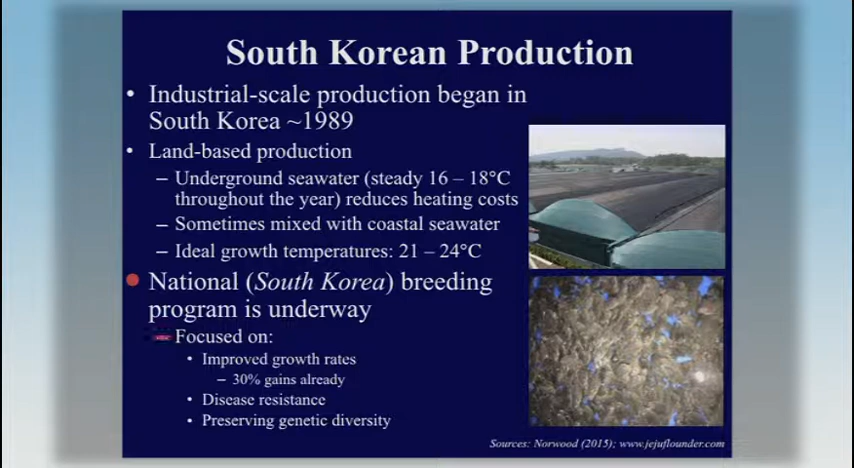 South Korean Production
• Industrial-scale production began in
South Korea ~1989
• Land-based production
– Underground seawater (steady 16 – 18°C
throughout the year) reduces heating costs
– Sometimes mixed with coastal seawater
– Ideal growth temperatures: 21 – 24°C
• National (South Korea) breeding
program is underway
– Focused on:
• Improved growth rates
– 30% gains already
• Disease resistance
• Preserving genetic diversity
Sources: Norwood (2015); www.jejuflounder.com